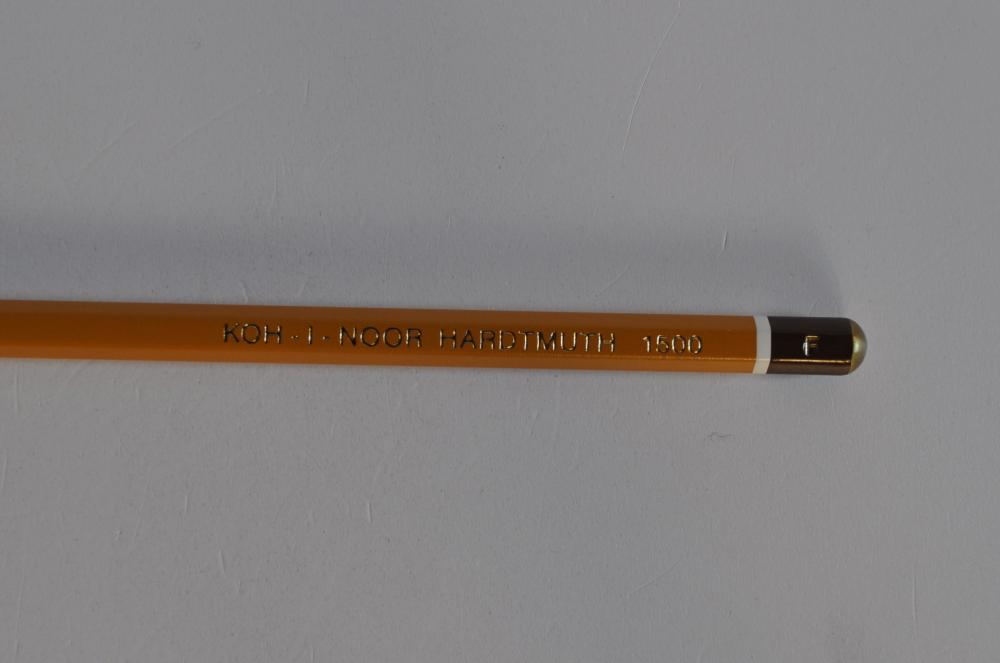 KOH-I-NOOR HARDTMUTH 1500 F